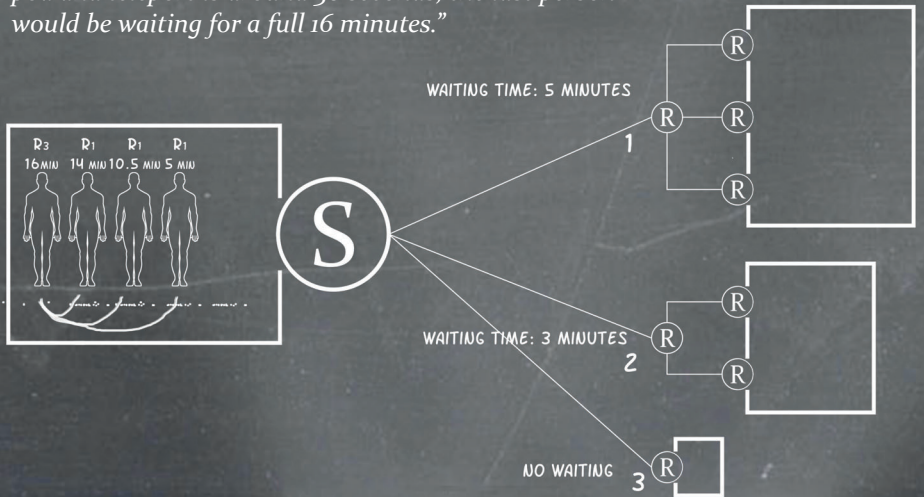 would be waiting for a full 16 minutes.”
WAITING TIME: 5 MINUTES
R
R
1
R
R
R3 R1 R1 R1
16MIN 14 MIN 10.5 MIN 5 MIN
S
R
WAITING TIME: 3 MINUTES
R
2
R
NO WAITING
3
R